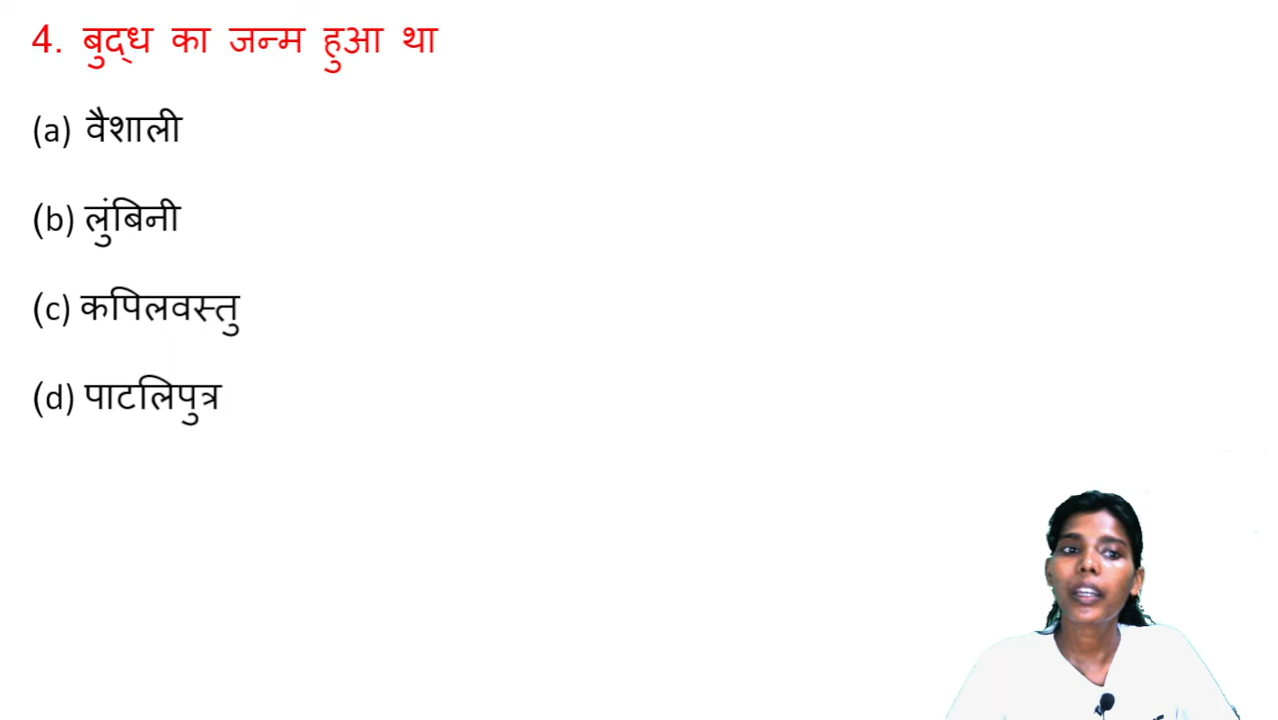 4. बुद्ध का जन्म हुआ था
(a) वैशाली
(b) लुंबिनी
(c) कपिलवस्तु
(d) पाटलिपुत्र